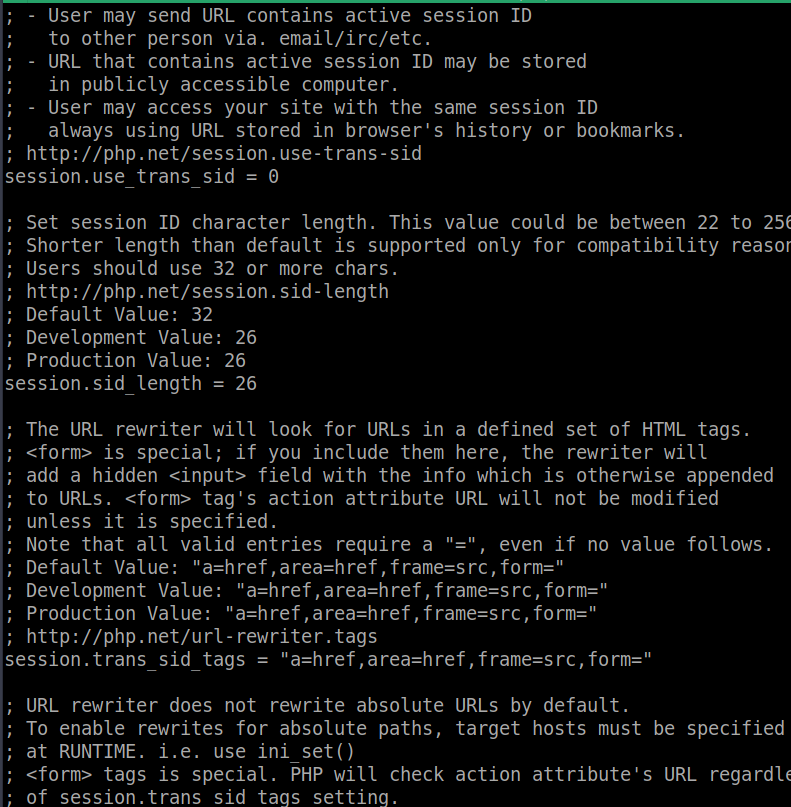 ; - User may send URL contains active session ID
;   to other person via. email/irc/etc.
; - URL that contains active session ID may be stored
;   in publicly accessible computer.
; - User may access your site with the same session ID
;   always using URL stored in browser's history or bookmarks.
; http://php.net/session.use-trans-sid
session.use_trans_sid = 0

; Set session ID character length. This value could be between 22 to 256
; Shorter length than default is supported only for compatibility reason
; Users should use 32 or more chars.
; http://php.net/session.sid-length
; Default Value: 32
; Development Value: 26
; Production Value: 26
session.sid_length = 26

; The URL rewriter will look for URLs in a defined set of HTML tags.
; <form> is special; if you include them here, the rewriter will
; add a hidden <input> field with the info which is otherwise appended
; to URLs. <form> tag's action attribute URL will not be modified
; unless it is specified.
; Note that all valid entries require a "=", even if no value follows.
; Default Value: "a=href,area=href,frame=src,form="
; Development Value: "a=href,area=href,frame=src,form="
; Production Value: "a=href,area=href,frame=src,form="
; http://php.net/url-rewriter.tags
session.trans_sid_tags = "a=href,area=href,frame=src,form="

; URL rewriter does not rewrite absolute URLs by default.
; To enable rewrites for absolute paths, target hosts must be specified
; at RUNTIME. i.e. use ini_set()
; <form> tags is special. PHP will check action attribute's URL regardle
; of session.trans_sid_tags setting.